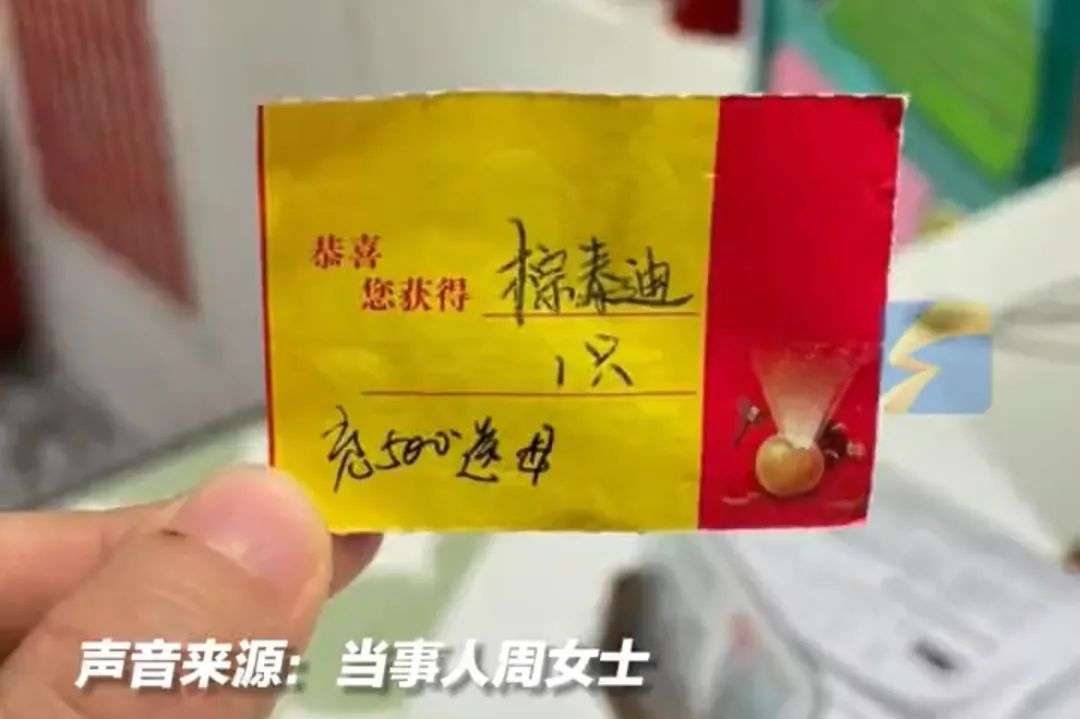 恭喜
您获得 棕泰迪
1只
充500送母
声音来源：当事人周女士